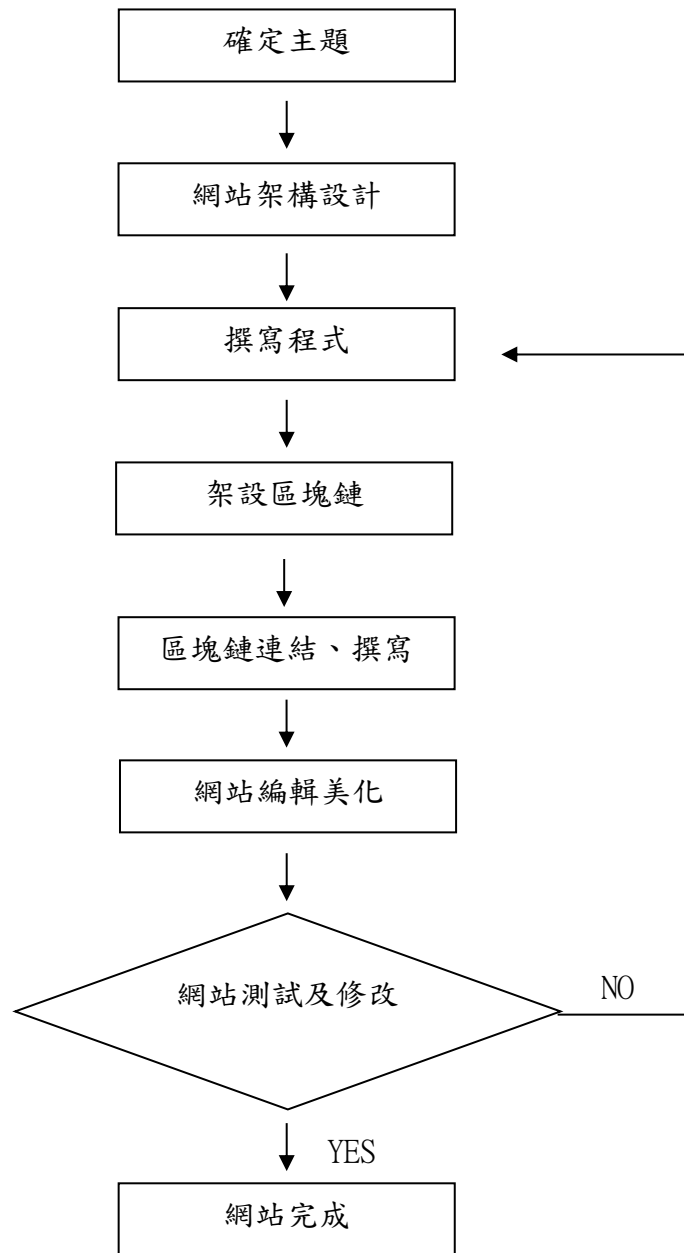 確定主題
網站架構設計
撰寫程式
架設區塊鏈
區塊鏈連結、撰寫
網站編輯美化
網站測試及修改
NO
YES
網站完成